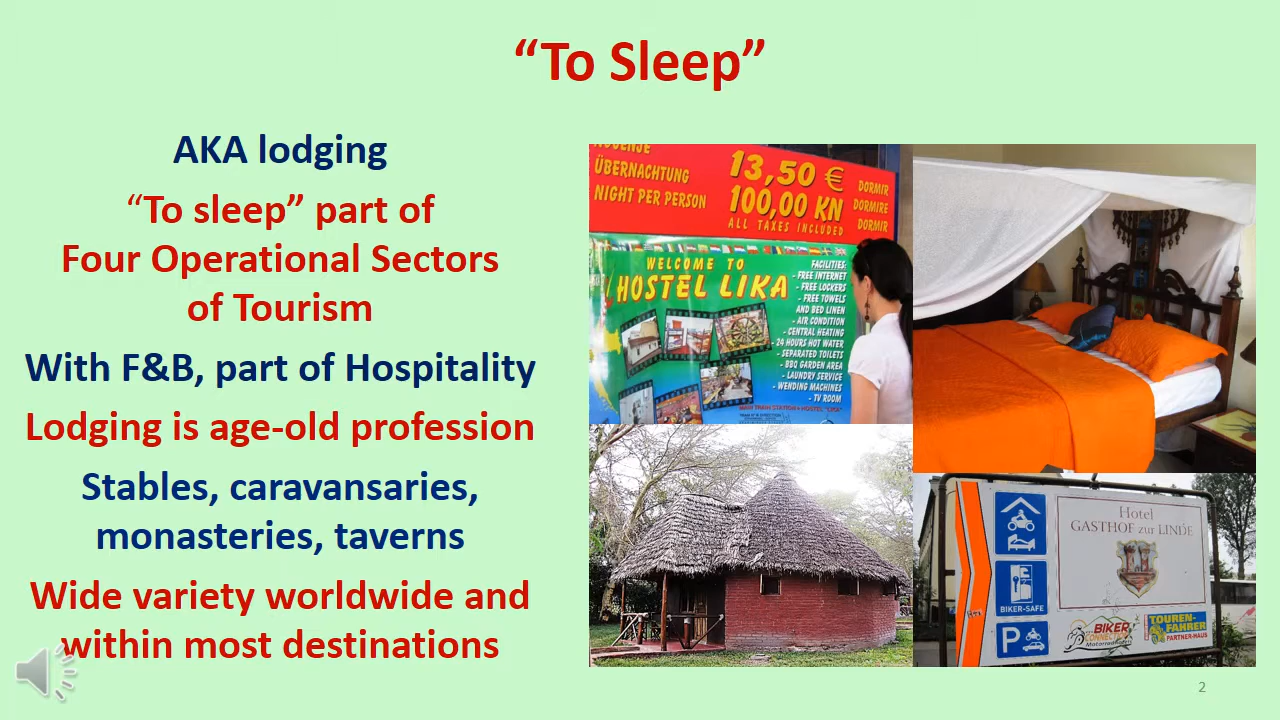 “To Sleep”
AKA lodging
“To sleep” part of
Four Operational Sectors
of Tourism
With F&B, part of Hospitality
Lodging is age-old profession
Stables, caravansaries,
monasteries, taverns
Wide variety worldwide and
within most destinations
ÜBERNACHTUNG
NIGHT PER PERSON
13,50 €
100,00 KN
ALL TAXES INCLUDED
DORMIR
DORMIRE
DORMIR
WELCOME TO
HOSTEL LIKA
FACILITIES:
- FREE INTERNET
- FREE LOCKERS
- FREE TOWELS
AND BED LINEN
- AIR CONDITION
- CENTRAL HEATING
- 24 HOURS HOT WATER
- SEPARATED TOILETS
- BBQ GARDEN AREA
- LAUNDRY SERVICE
- WENDING MACHINES
- TV ROOM
Hotel
GASTHOF zur LINDE
BIKER-SAFE
P
BIKER
TOUREN-
FAHRER
PARTNER-HAUS
2